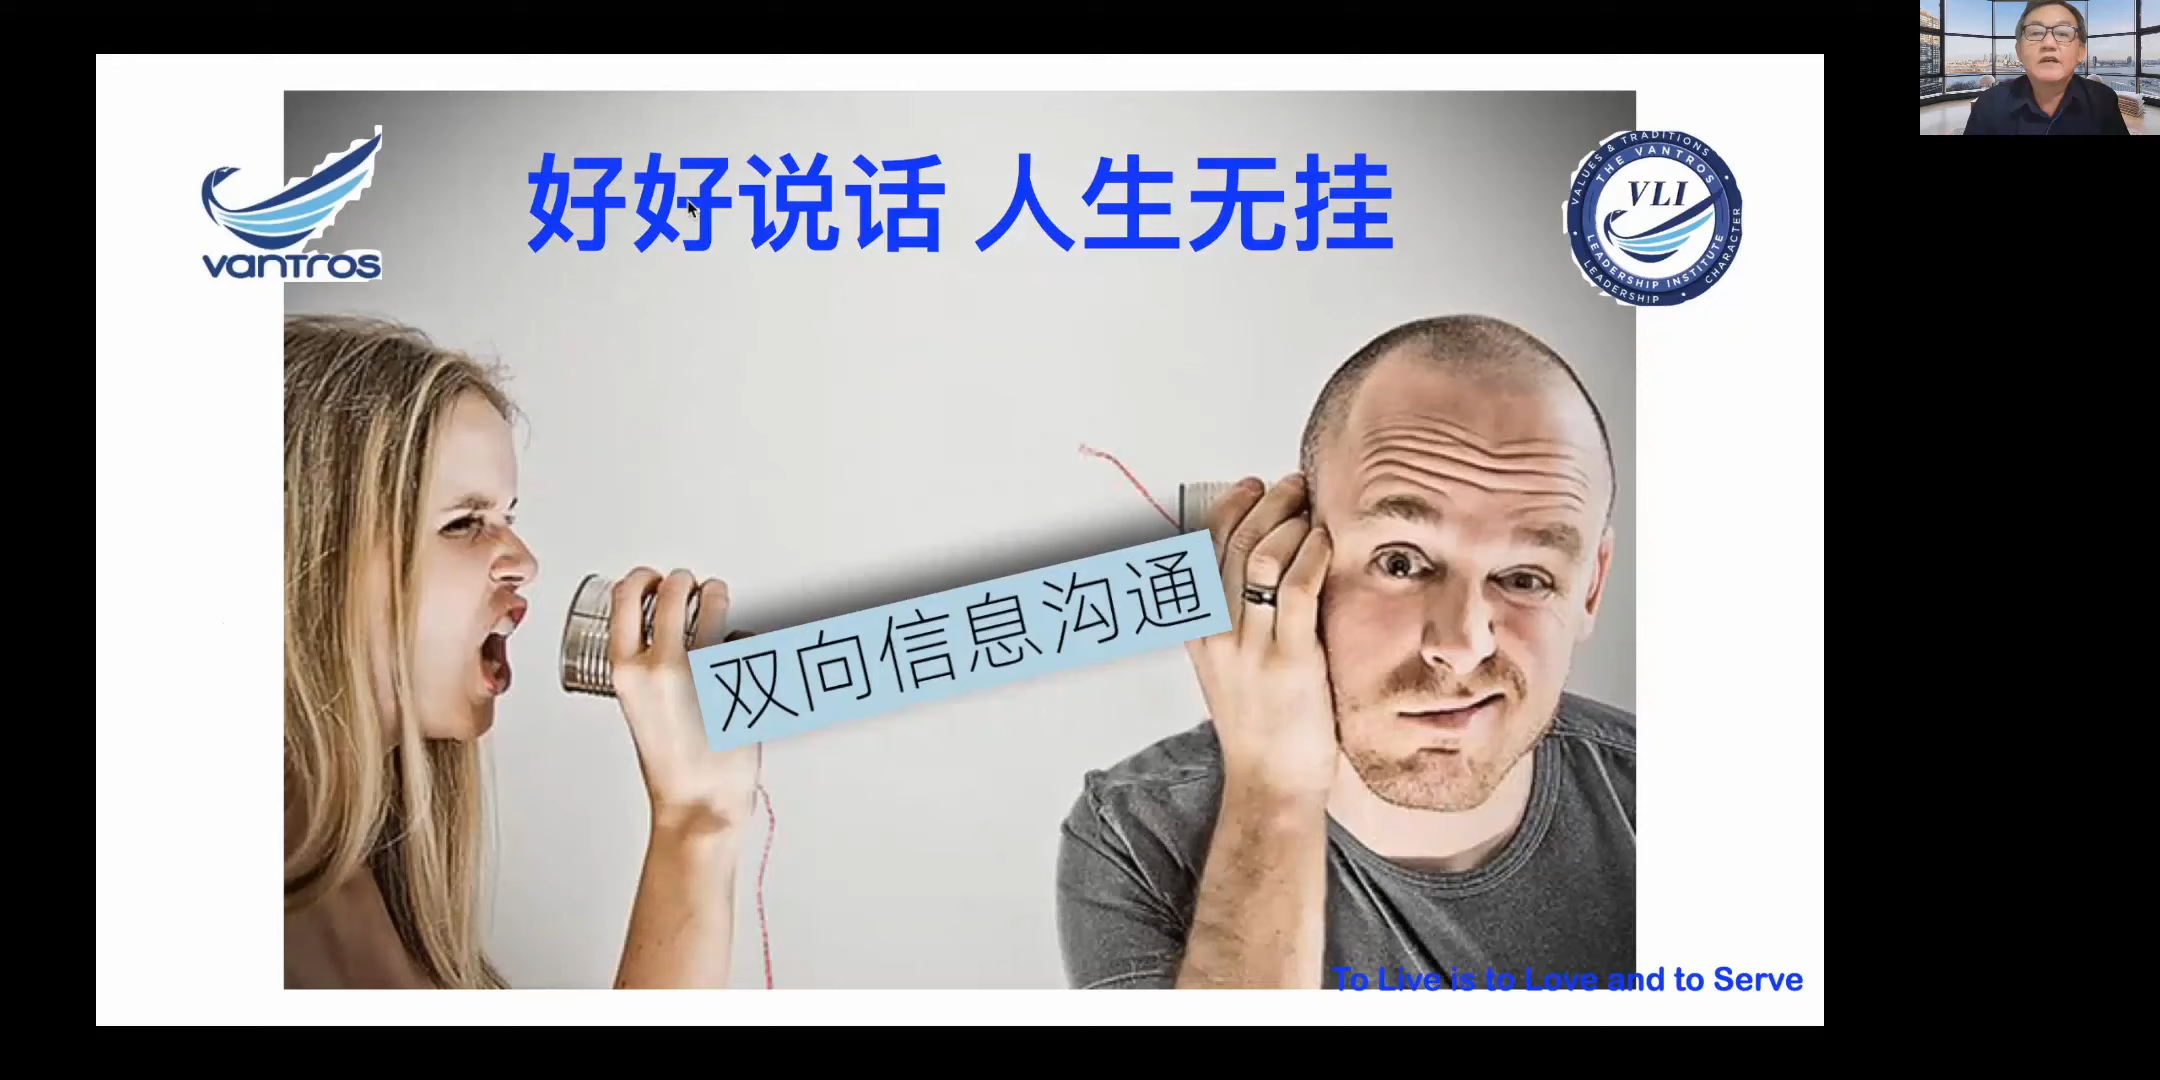 好好说话 人生无挂
vantros
VALUES & TRADITIONS
THE VANTROS
VLI
LEADERSHIP INSTITUTE
LEADERSHIP • CHARACTER
双向信息沟通
To Live is to Love and to Serve